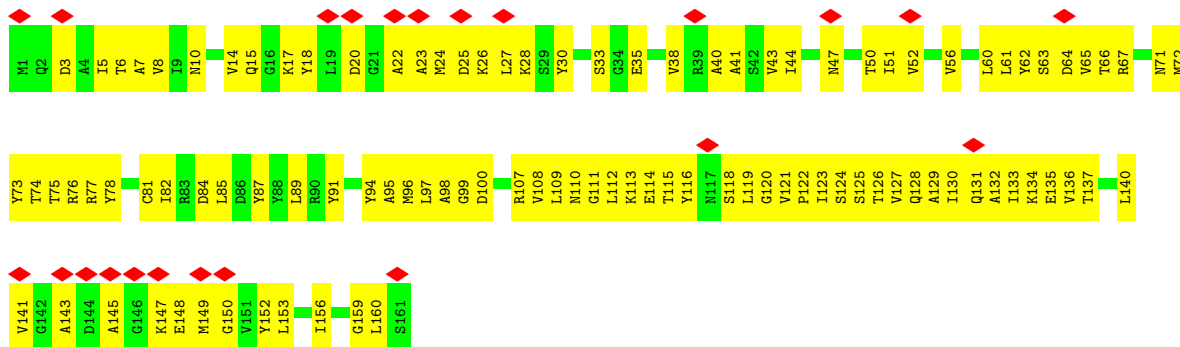 M1 Q2 D3 A4 I5 T6 A7 V8 I9 N10 V14 Q15 G16 K17 Y18 L19 D20 G21 A22 A23 M24 D25 K26 L27 K28 S29 Y30 S33 G34 E35 V38 R39 A40 A41 S42 V43 I44 N47 T50 I51 V52 V56 L60 L61 Y62 S63 D64 V65 T66 R67 N71 M72
Y73 T74 T75 R76 R77 Y78 C81 I82 R83 D84 L85 D86 Y87 Y88 L89 R90 Y91 Y94 A95 M96 L97 A98 G99 D100 R107 V108 L109 N110 G111 L112 K113 E114 T115 Y116 N117 S118 L119 G120 V121 P122 I123 S124 S125 T126 V127 Q128 A129 I130 Q131 A132 I133 K134 E135 V136 T137 L140
V141 G142 A143 D144 A145 G146 K147 E148 M149 G150 V151 Y152 L153 I156 G159 L160 S161